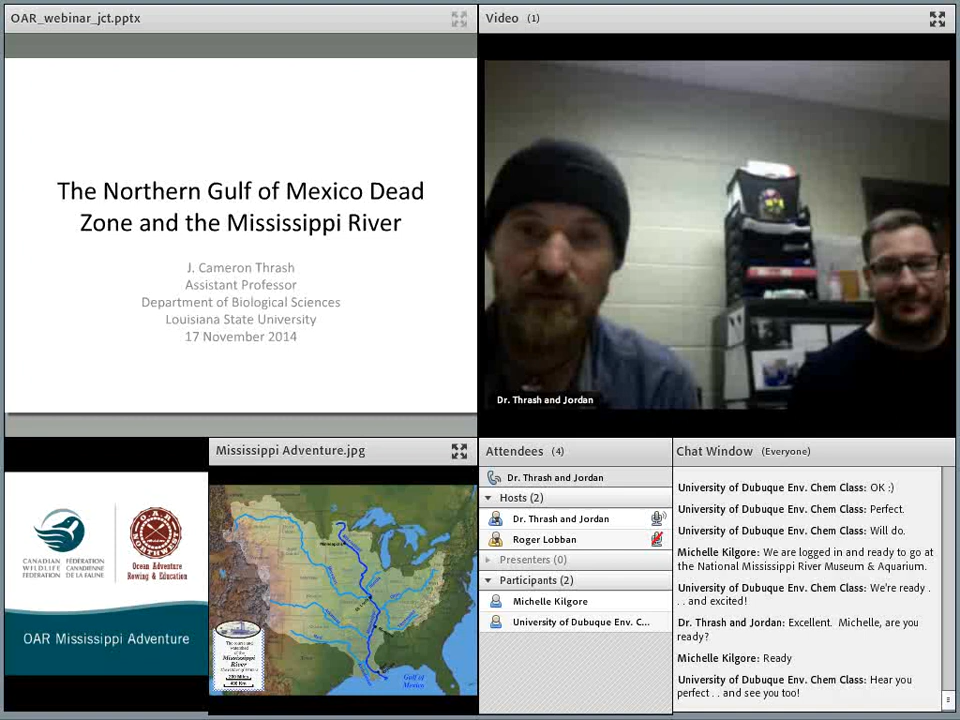 OAR_webinar_jct.pptx
The Northern Gulf of Mexico Dead
Zone and the Mississippi River
J. Cameron Thrash
Assistant Professor
Department of Biological Sciences
Louisiana State University
17 November 2014
Video (1)
Dr. Thrash and Jordan
CANADIAN WILDLIFE FEDERATION
FÉDÉRATION CANADIENNE DE LA FAUNE
OAR NORTHWEST
Ocean Adventure
Rowing & Education
OAR Mississippi Adventure
Mississippi Adventure.jpg
Mississippi
River
Gulf of
Mexico
Attendees (4)
Dr. Thrash and Jordan
Hosts (2)
Dr. Thrash and Jordan
Roger Lobban
Presenters (0)
Participants (2)
Michelle Kilgore
University of Dubuque Env. C...
Chat Window (Everyone)
University of Dubuque Env. Chem Class: OK :)
University of Dubuque Env. Chem Class: Perfect.
University of Dubuque Env. Chem Class: Will do.
Michelle Kilgore: We are logged in and ready to go at
the National Mississippi River Museum & Aquarium.
University of Dubuque Env. Chem Class: We're ready .
. . and excited!
Dr. Thrash and Jordan: Excellent. Michelle, are you
ready?
Michelle Kilgore: Ready
University of Dubuque Env. Chem Class: Hear you
perfect . . and see you too!